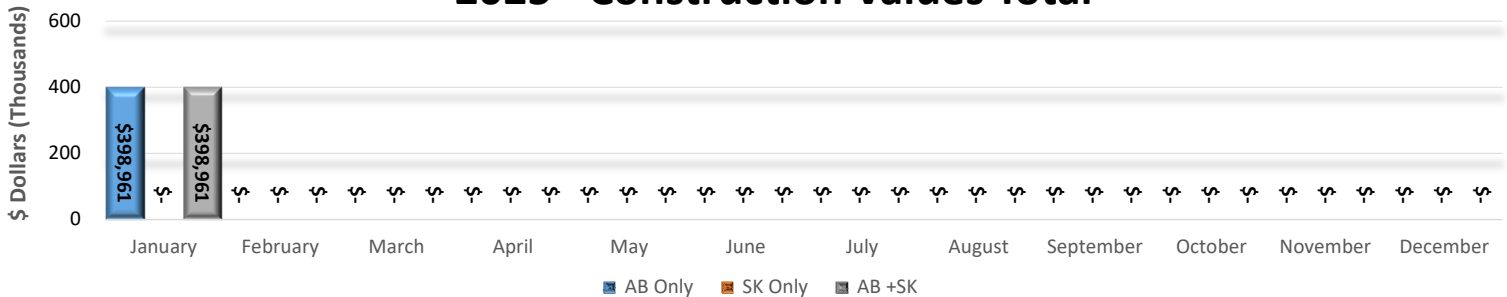 Construction Values Total
$ Dollars (Thousands)
600
400
200
0
$398,961 $- $398,961 $- $- $- $- $- $- $- $- $- $- $- $- $- $- $- $- $- $- $- $- $- $- $- $- $- $- $- $- $- $- $- $- $-
January February March April May June July August September October November December
AB Only SK Only AB +SK